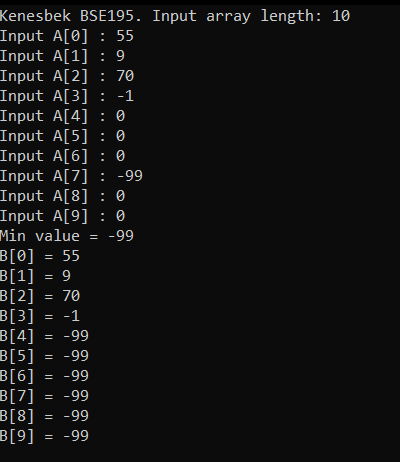 Kenesbek BSE195. Input array length: 10
Input A[0] : 55
Input A[1] : 9
Input A[2] : 70
Input A[3] : -1
Input A[4] : 0
Input A[5] : 0
Input A[6] : 0
Input A[7] : -99
Input A[8] : 0
Input A[9] : 0
Min value = -99
B[0] = 55
B[1] = 9
B[2] = 70
B[3] = -1
B[4] = -99
B[5] = -99
B[6] = -99
B[7] = -99
B[8] = -99
B[9] = -99